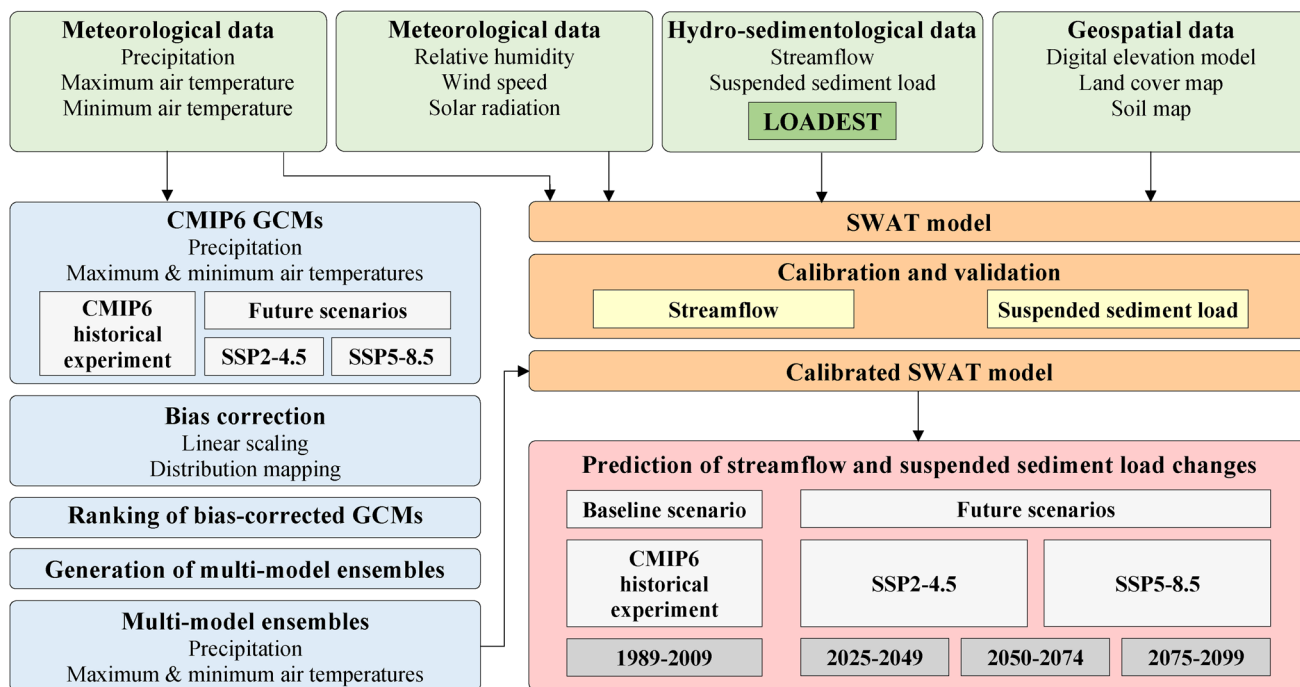 Meteorological data
Precipitation
Maximum air temperature
Minimum air temperature
Meteorological data
Relative humidity
Wind speed
Solar radiation
Hydro-sedimentological data
Streamflow
Suspended sediment load
LOADEST
Geospatial data
Digital elevation model
Land cover map
Soil map
CMIP6 GCMs
Precipitation
Maximum & minimum air temperatures
CMIP6
historical
experiment
Future scenarios
SSP2-4.5
SSP5-8.5
Bias correction
Linear scaling
Distribution mapping
Ranking of bias-corrected GCMs
Generation of multi-model ensembles
Multi-model ensembles
Precipitation
Maximum & minimum air temperatures
SWAT model
Calibration and validation
Streamflow
Suspended sediment load
Calibrated SWAT model
Prediction of streamflow and suspended sediment load changes
Baseline scenario
Future scenarios
CMIP6
historical
experiment
SSP2-4.5
SSP5-8.5
1989-2009
2025-2049
2050-2074
2075-2099